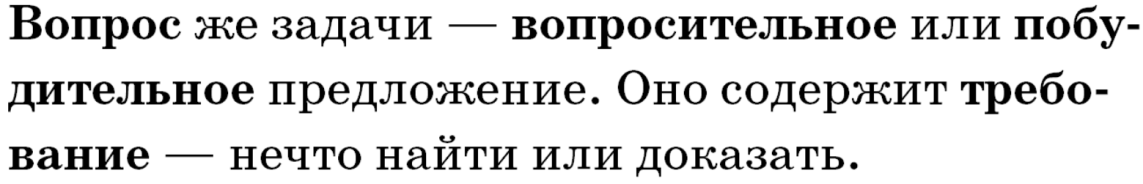 Вопрос же задачи — вопросительное или побу-
дительное предложение. Оно содержит требо-
вание — нечто найти или доказать.